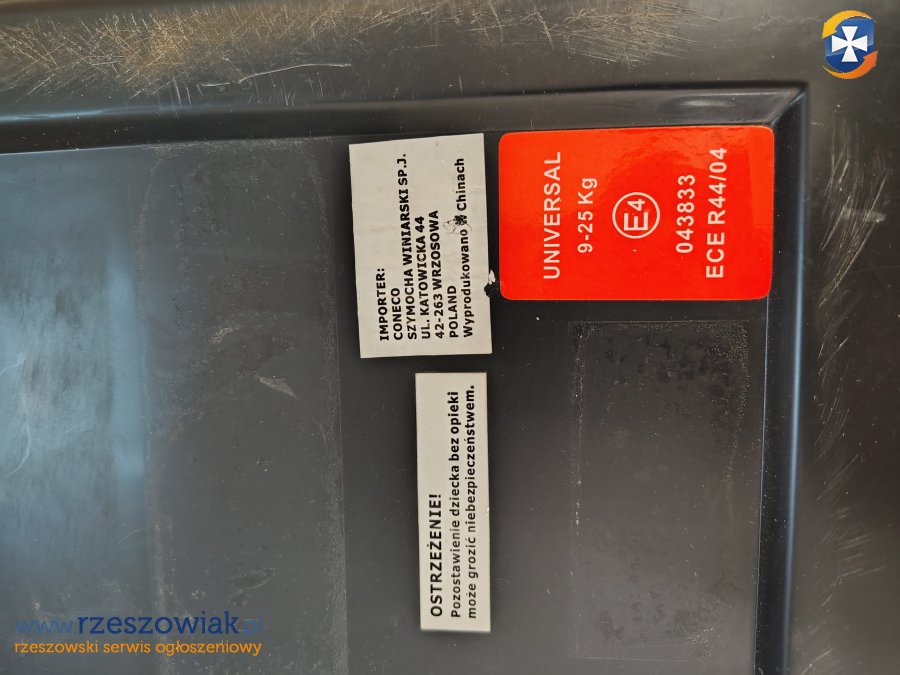 IMPORTER:
CONECO
SZYMOCHA WINIARSKI SP.J.
UL. KATOWICKA 44
42-263 WRZOSOWA
POLAND
Wyprodukowano w Chinach
UNIVERSAL
9-25 Kg
E4
043833
ECE R44/04
OSTRZEŻENIE!
Pozostawienie dziecka bez opieki
może grozić niebezpieczeństwem.
www.rzeszowiak.pl
rzeszowski serwis ogłoszeniowy